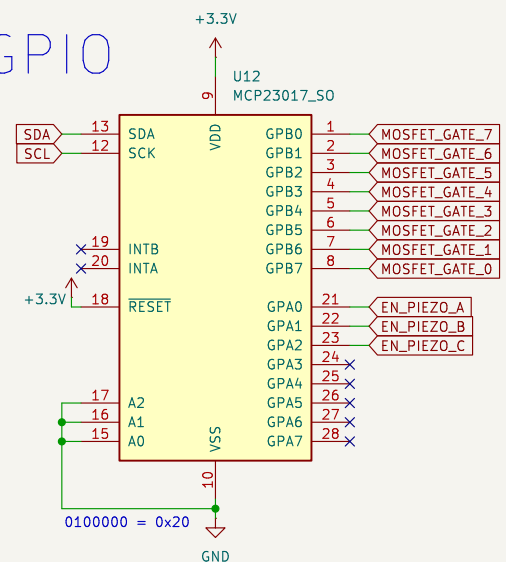 GPIO
+3.3V
U12
MCP23017_SO
9
VDD
SDA 13 SDA
SCL 12 SCK
19 INTB
20 INTA
+3.3V
18 RESET
17 A2
16 A1
15 A0
GPB0 1 MOSFET_GATE_7
GPB1 2 MOSFET_GATE_6
GPB2 3 MOSFET_GATE_5
GPB3 4 MOSFET_GATE_4
GPB4 5 MOSFET_GATE_3
GPB5 6 MOSFET_GATE_2
GPB6 7 MOSFET_GATE_1
GPB7 8 MOSFET_GATE_0
GPA0 21 EN_PIEZO_A
GPA1 22 EN_PIEZO_B
GPA2 23 EN_PIEZO_C
GPA3 24
GPA4 25
GPA5 26
GPA6 27
GPA7 28
VSS
10
0100000 = 0x20
GND